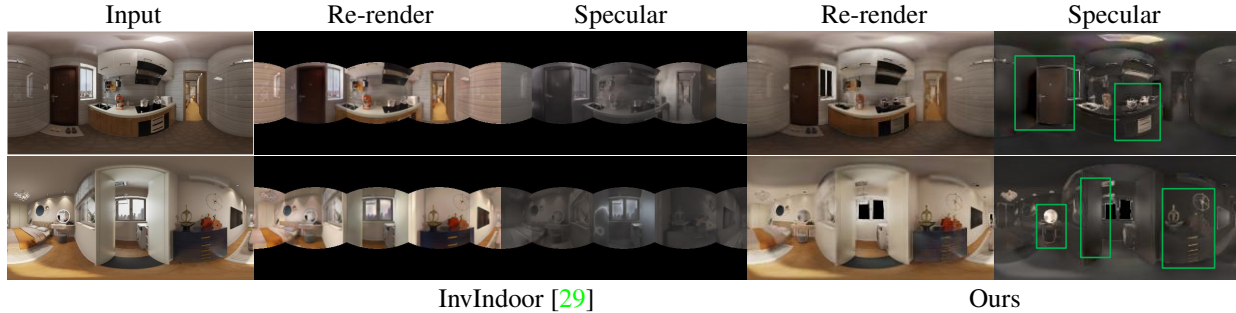 Input Re-render Specular Re-render Specular
InvIndoor [29] Ours